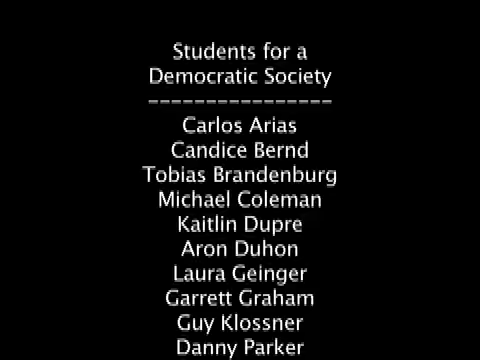 Students for a
Democratic Society
----------------
Carlos Arias
Candice Bernd
Tobias Brandenburg
Michael Coleman
Kaitlin Dupre
Aron Duhon
Laura Geinger
Garrett Graham
Guy Klossner
Danny Parker